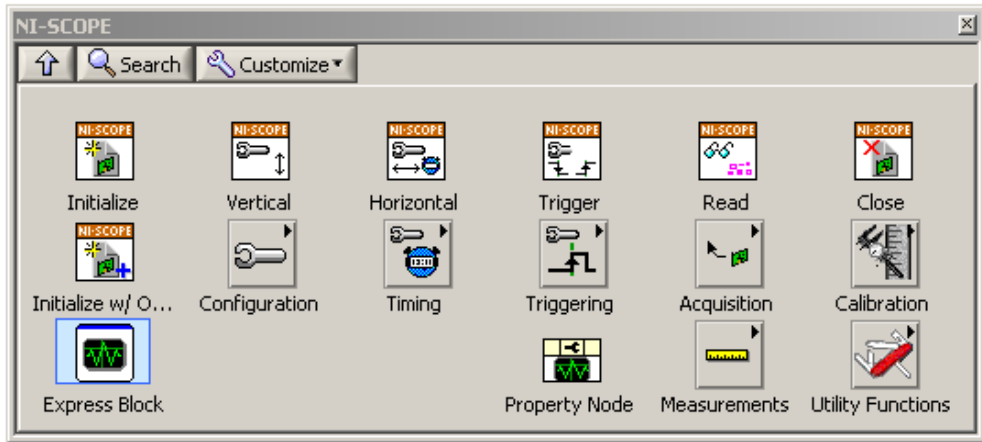 NI-SCOPE
Search Customize
NI-SCOPE NI-SCOPE NI-SCOPE NI-SCOPE NI-SCOPE NI-SCOPE
Initialize Vertical Horizontal Trigger Read Close
NI-SCOPE
Initialize w/ O... Configuration Timing Triggering Acquisition Calibration
Express Block Property Node Measurements Utility Functions